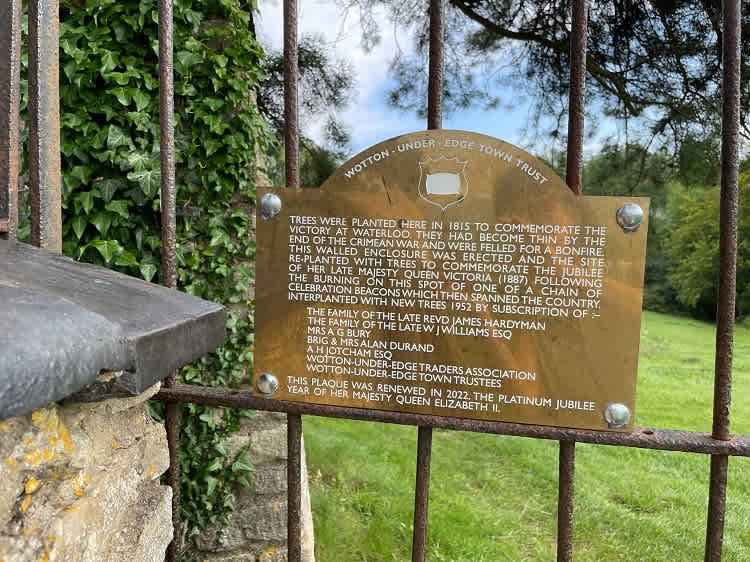 WOTTON - UNDER - EDGE TOWN TRUST
TREES WERE PLANTED HERE IN 1815 TO COMMEMORATE THE
VICTORY AT WATERLOO. THEY HAD BECOME THIN BY THE
END OF THE CRIMEAN WAR AND WERE FELLED FOR A BONFIRE.
THIS WALLED ENCLOSURE WAS ERECTED AND THE SITE
RE-PLANTED WITH TREES TO COMMEMORATE THE JUBILEE
OF HER LATE MAJESTY QUEEN VICTORIA (1887) FOLLOWING
THE BURNING ON THIS SPOT OF ONE OF A CHAIN OF
CELEBRATION BEACONS WHICH THEN SPANNED THE COUNTRY.
INTERPLANTED WITH NEW TREES 1952 BY SUBSCRIPTION OF :–
THE FAMILY OF THE LATE REVD JAMES HARDYMAN
THE FAMILY OF THE LATE W J WILLIAMS ESQ
MRS A G BURY
BRIG & MRS ALAN DURAND
A H JOTCHAM ESQ
WOTTON-UNDER-EDGE TRADERS ASSOCIATION
WOTTON-UNDER-EDGE TOWN TRUSTEES
THIS PLAQUE WAS RENEWED IN 2022, THE PLATINUM JUBILEE
YEAR OF HER MAJESTY QUEEN ELIZABETH II.